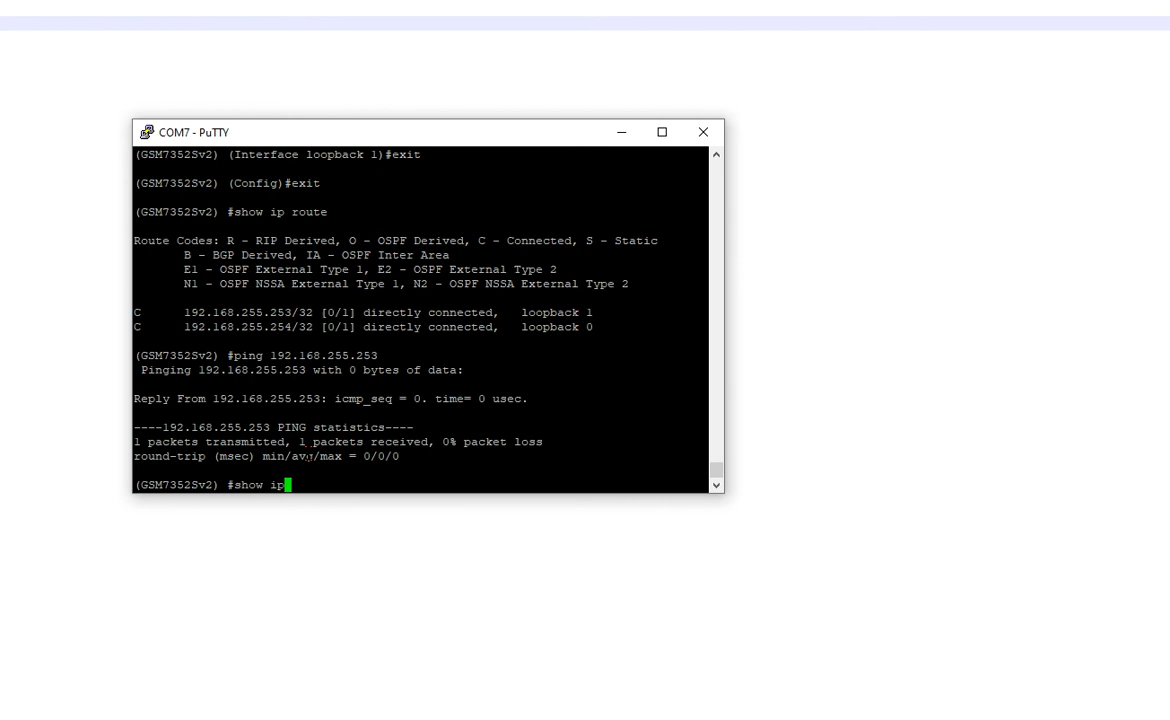 COM7 - PuTTY
(GSM7352Sv2) (Interface loopback 1)#exit
(GSM7352Sv2) (Config)#exit
(GSM7352Sv2) #show ip route
Route Codes: R - RIP Derived, O - OSPF Derived, C - Connected, S - Static
B - BGP Derived, IA - OSPF Inter Area
E1 - OSPF External Type 1, E2 - OSPF External Type 2
N1 - OSPF NSSA External Type 1, N2 - OSPF NSSA External Type 2
C 192.168.255.253/32 [0/1] directly connected, loopback 1
C 192.168.255.254/32 [0/1] directly connected, loopback 0
(GSM7352Sv2) #ping 192.168.255.253
Pinging 192.168.255.253 with 0 bytes of data:
Reply From 192.168.255.253: icmp_seq = 0. time= 0 usec.
----192.168.255.253 PING statistics----
1 packets transmitted, 1 packets received, 0% packet loss
round-trip (msec) min/avg/max = 0/0/0
(GSM7352Sv2) #show ip